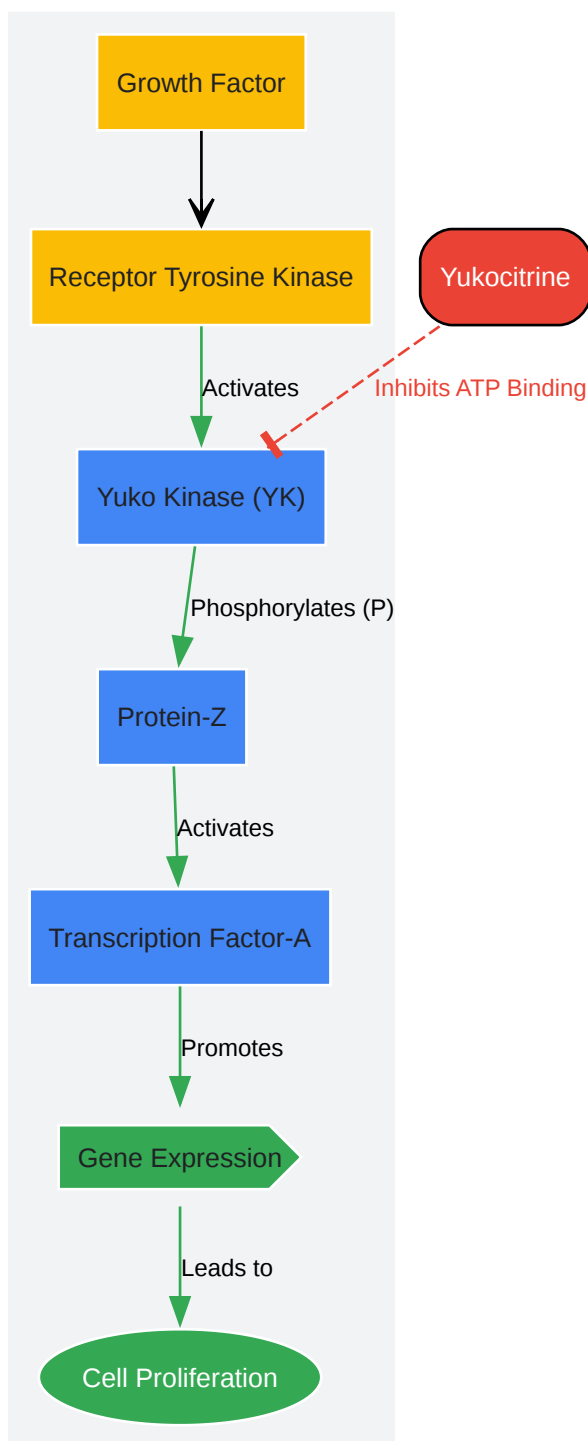 Growth Factor
Receptor Tyrosine Kinase
Yukocitrine
Activates
Inhibits ATP Binding
Yuko Kinase (YK)
Phosphorylates (P)
Protein-Z
Activates
Transcription Factor-A
Promotes
Gene Expression
Leads to
Cell Proliferation